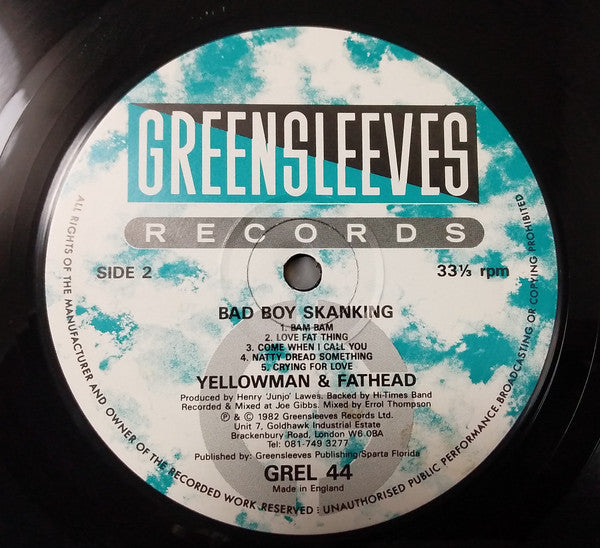 GREENSLEEVES
RECORDS
SIDE 2
33⅓ rpm
BAD BOY SKANKING
1. BAM BAM
2. LOVE FAT THING
3. COME WHEN I CALL YOU
4. NATTY DREAD SOMETHING
5. CRYING FOR LOVE
YELLOWMAN & FATHEAD
Produced by Henry 'Junjo' Lawes. Backed by Hi-Times Band
Recorded & Mixed at Joe Gibbs. Mixed by Errol Thompson
℗ & © 1982 Greensleeves Records Ltd.
Unit 7, Goldhawk Industrial Estate
Brackenbury Road, London W6.0BA
Tel: 081-749 3277
Published by: Greensleeves Publishing/Sparta Florida
GREL 44
Made in England
ALL RIGHTS OF THE MANUFACTURER AND OWNER OF THE RECORDED WORK RESERVED : UNAUTHORISED PUBLIC PERFORMANCE, BROADCASTING OR COPYING PROHIBITED